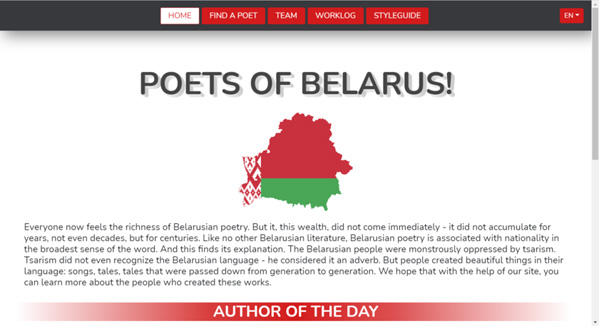 HOME FIND A POET TEAM WORKLOG STYLEGUIDE EN
POETS OF BELARUS!
Everyone now feels the richness of Belarusian poetry. But it, this wealth, did not come immediately - it did not accumulate for
years, not even decades, but for centuries. Like no other Belarusian literature, Belarusian poetry is associated with nationality in
the broadest sense of the word. And this finds its explanation. The Belarusian people were monstrously oppressed by tsarism.
Tsarism did not even recognize the Belarusian language - he considered it an adverb. But people created beautiful things in their
language: songs, tales, tales that were passed down from generation to generation. We hope that with the help of our site, you
can learn more about the people who created these works.
AUTHOR OF THE DAY